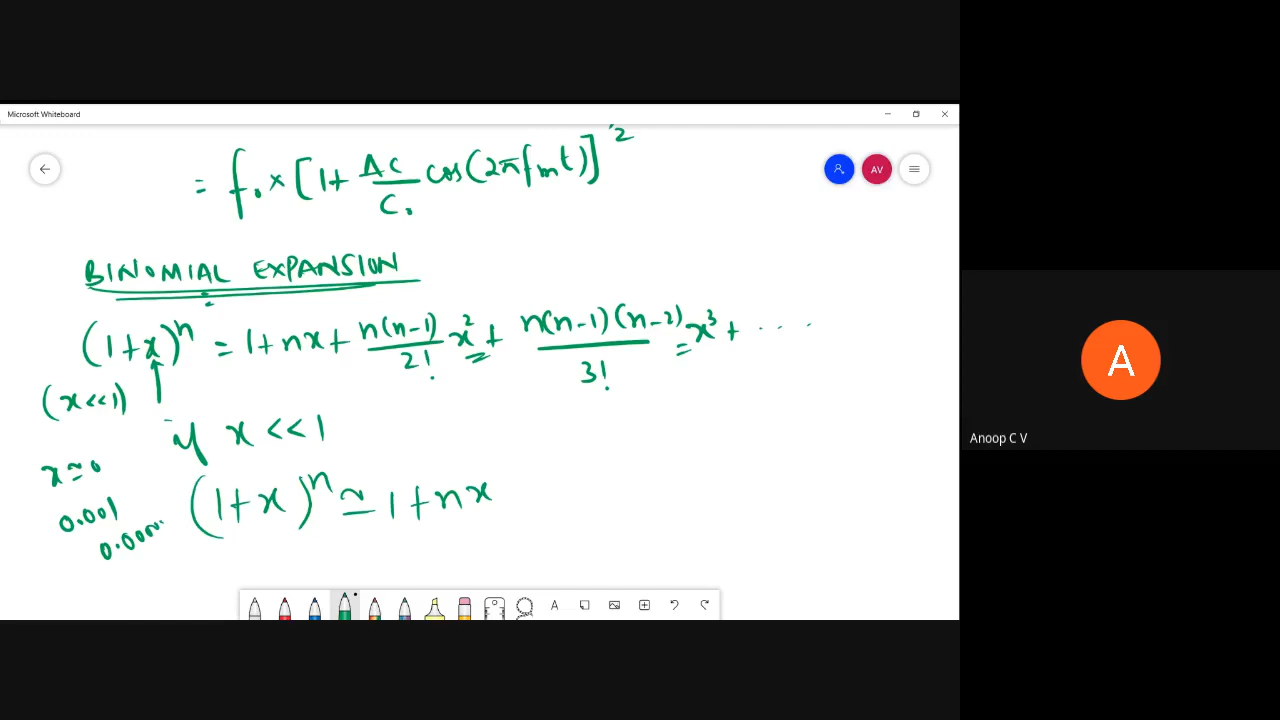 Microsoft Whiteboard
= f₀ × [1 + ΔC/C₀ cos(2πfₘt)]^-1/2
AV
BINOMIAL EXPANSION
(1+x)ⁿ = 1 + nx + n(n-1)/2! x² + n(n-1)(n-2)/3! x³ + ......
(x<<1)
if x << 1
x ≃ 0
(1+x)ⁿ ≃ 1+nx
0.001
A
Anoop C V